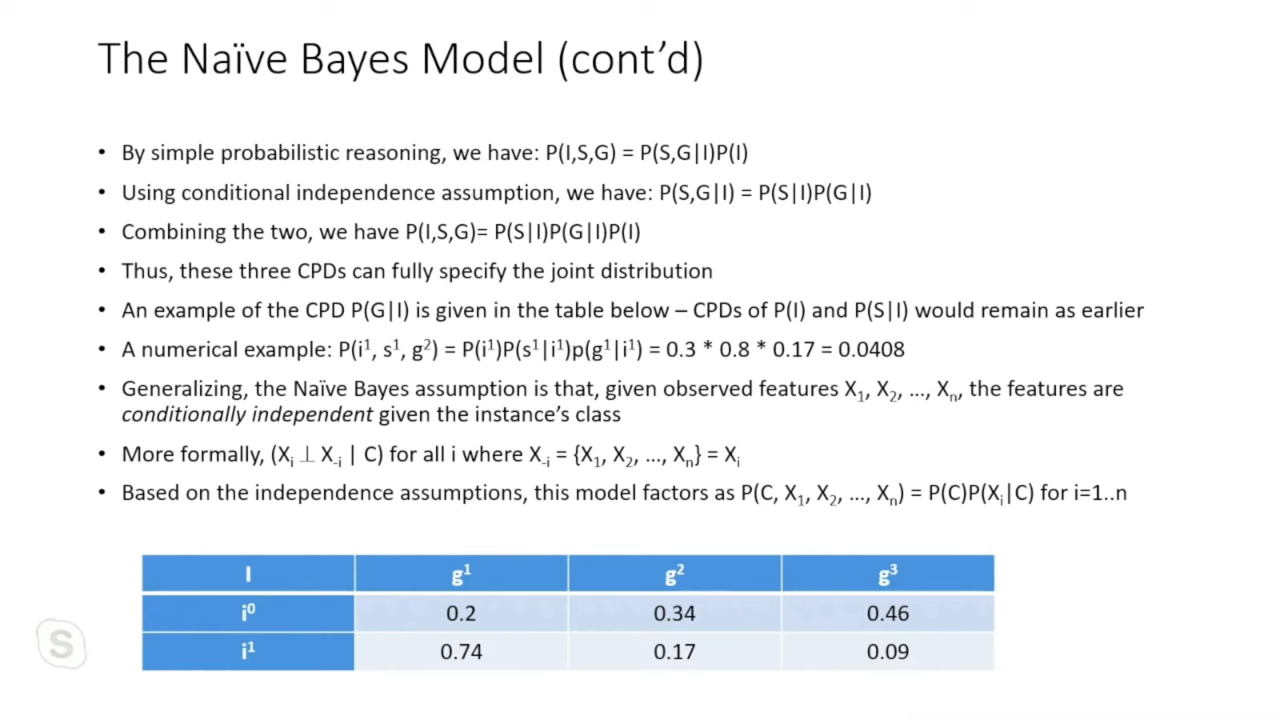 The Naïve Bayes Model (cont’d)
• By simple probabilistic reasoning, we have: P(I,S,G) = P(S,G|I)P(I)
• Using conditional independence assumption, we have: P(S,G|I) = P(S|I)P(G|I)
• Combining the two, we have P(I,S,G)= P(S|I)P(G|I)P(I)
• Thus, these three CPDs can fully specify the joint distribution
• An example of the CPD P(G|I) is given in the table below – CPDs of P(I) and P(S|I) would remain as earlier
• A numerical example: P(i¹, s¹, g²) = P(i¹)P(s¹|i¹)p(g¹|i¹) = 0.3 * 0.8 * 0.17 = 0.0408
• Generalizing, the Naïve Bayes assumption is that, given observed features X₁, X₂, …, Xₙ, the features are
conditionally independent given the instance’s class
• More formally, (Xᵢ ⊥ X₋ᵢ | C) for all i where X₋ᵢ = {X₁, X₂, …, Xₙ} = Xᵢ
• Based on the independence assumptions, this model factors as P(C, X₁, X₂, …, Xₙ) = P(C)P(Xᵢ|C) for i=1..n
I g¹ g² g³
i⁰ 0.2 0.34 0.46
i¹ 0.74 0.17 0.09
S